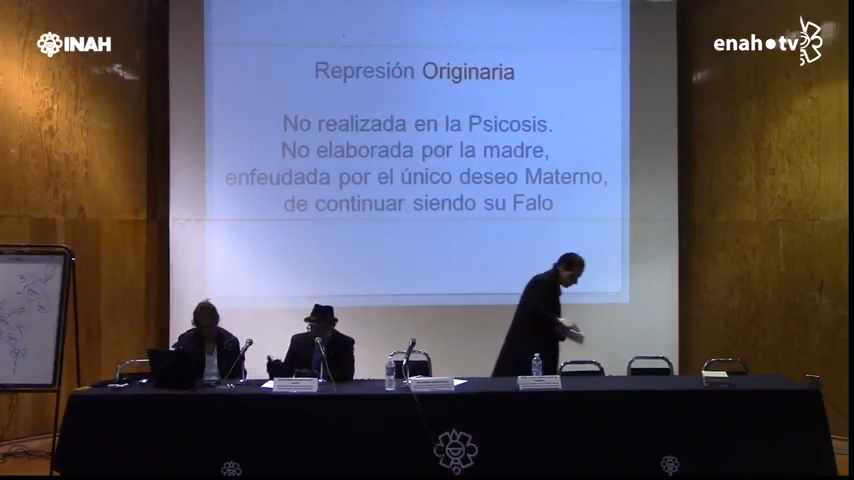 INAH
enah tv
Represión Originaria
No realizada en la Psicosis.
No elaborada por la madre,
enfeudada por el único deseo Materno,
de continuar siendo su Falo